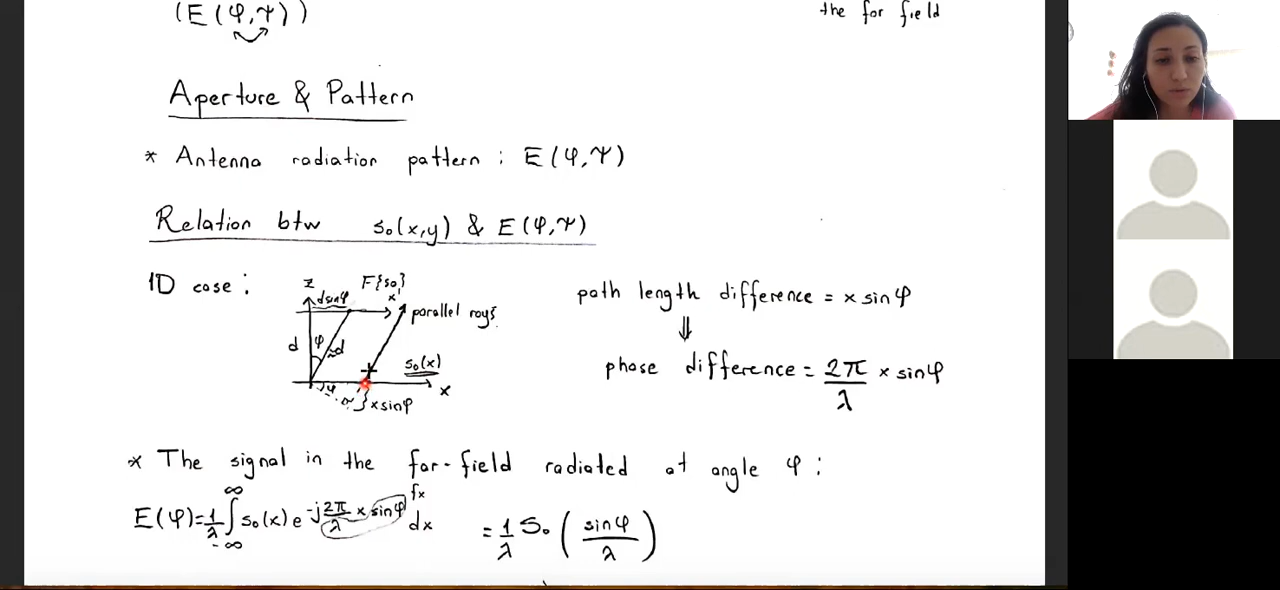 (E(φ,ψ))
the far field
Aperture & Pattern
* Antenna radiation pattern : E(φ,ψ)
Relation btw s₀(x,y) & E(φ,ψ)
1D case :
z
F{s₀}
dsinφ
x'
parallel rays
d
φ
≈d
s₀(x)
x
φ
} x sinφ
path length difference = x sinφ
⇓
phase difference = 2π/λ x sinφ
* The signal in the far-field radiated at angle φ :
E(φ) = 1/λ ∫_{-∞}^{∞} s₀(x) e^{-j 2π/λ x sinφ} dx = 1/λ S₀ ( sinφ/λ )
fx